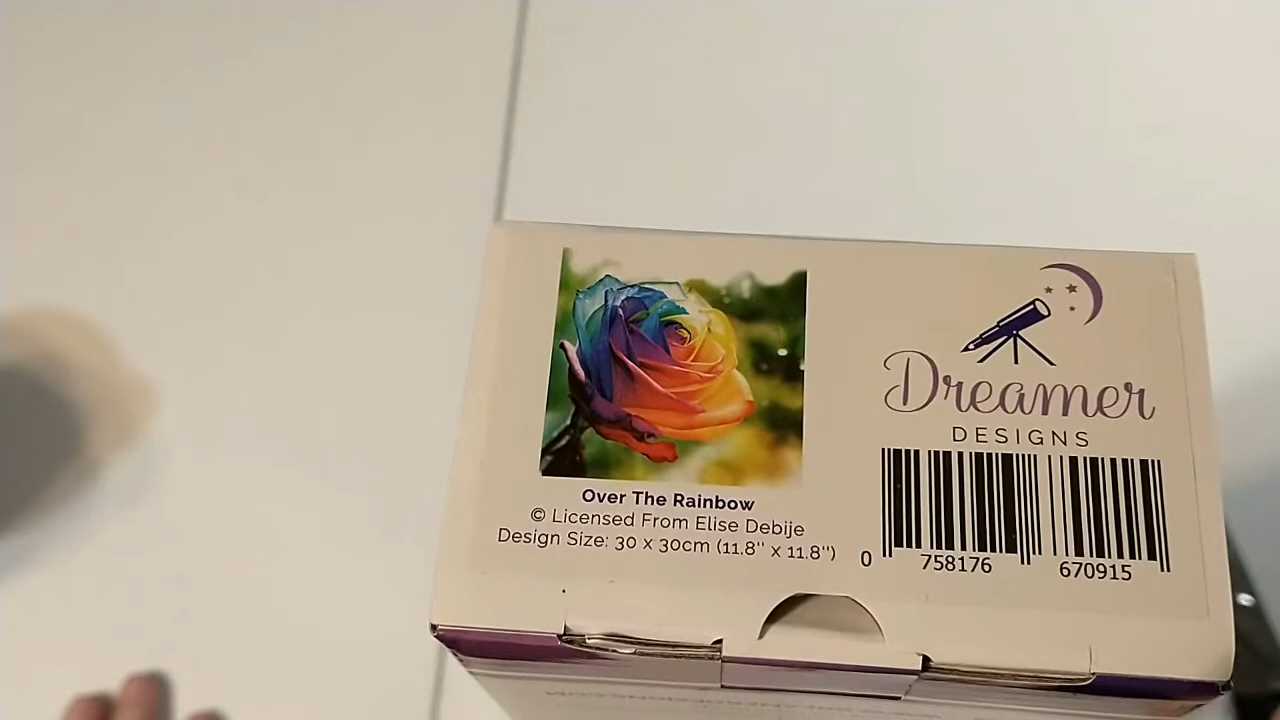 Over The Rainbow
© Licensed From Elise Debije
Design Size: 30 x 30cm (11.8'' x 11.8'')
Dreamer
DESIGNS
0 758176 670915